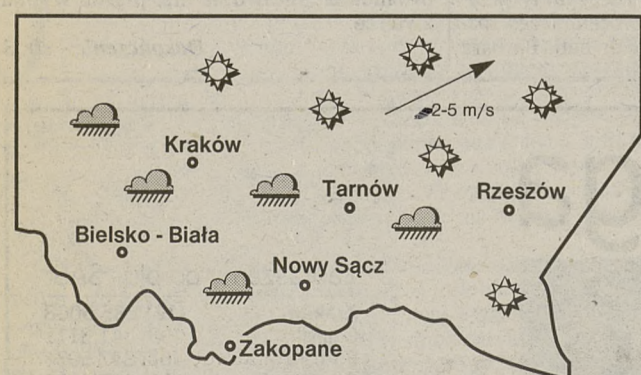 2-5 m/s
Kraków
Tarnów
Rzeszów
Bielsko - Biała
Nowy Sącz
Zakopane